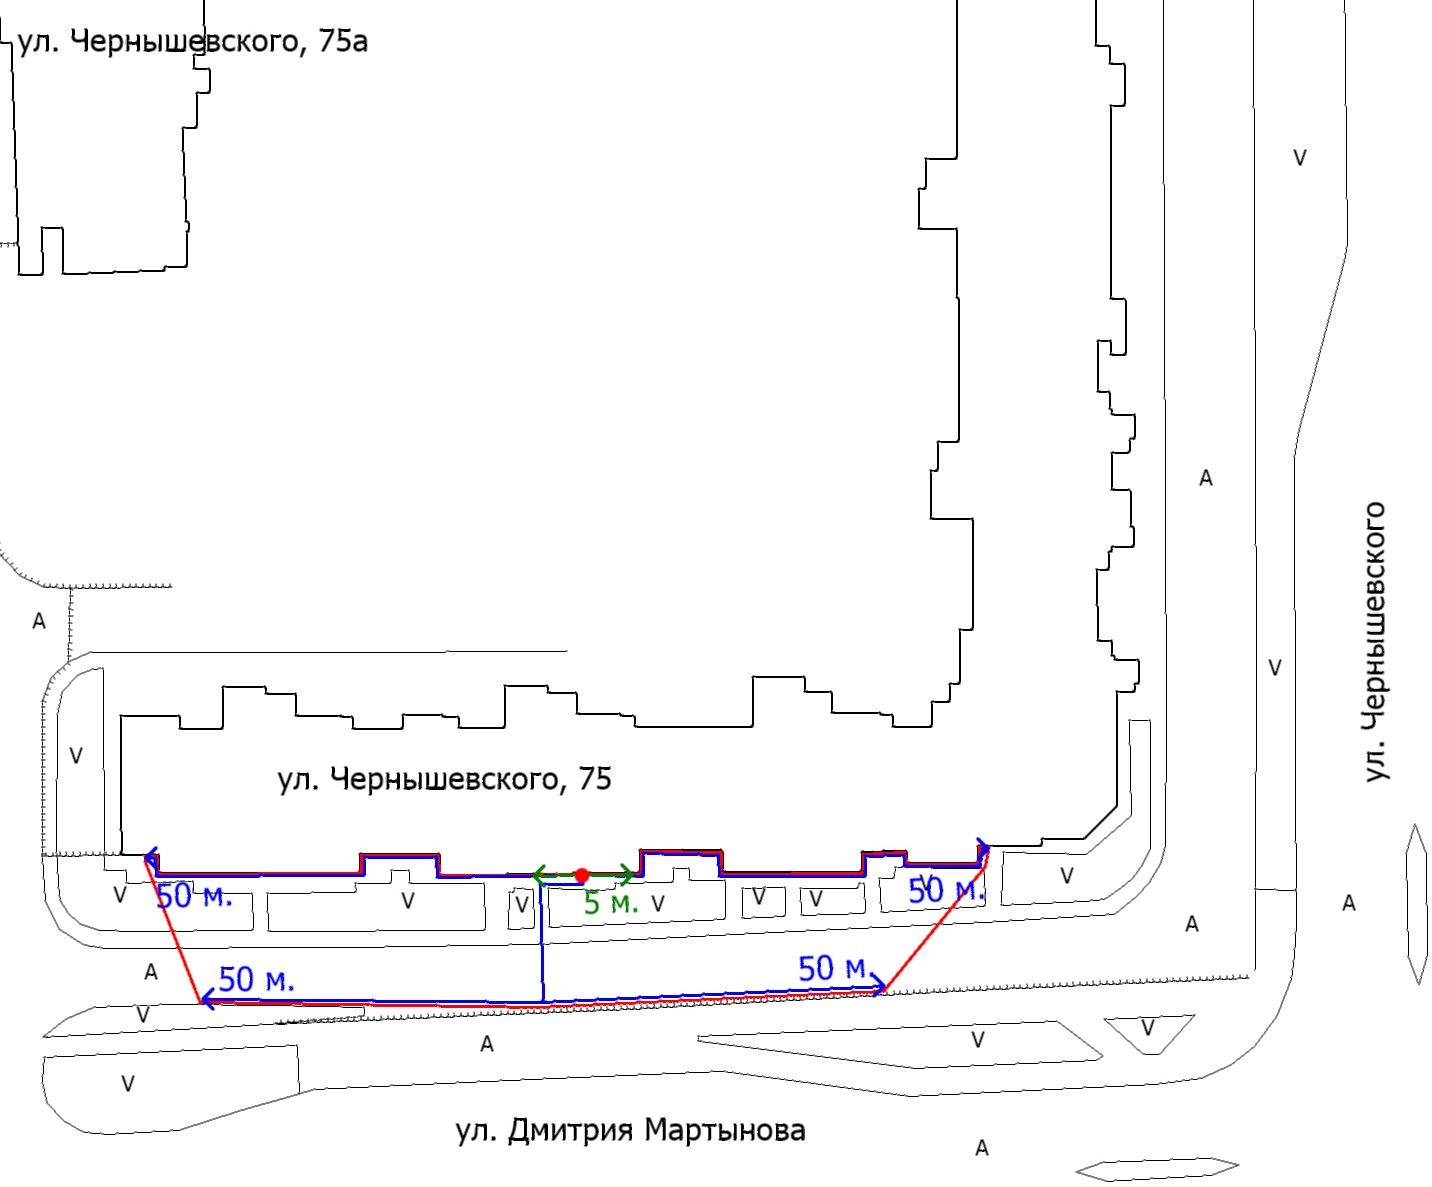 ул. Чернышевского, 75а
V
A
ул. Чернышевского
A
V
V
ул. Чернышевского, 75
V
V
V
V
V
V
V
V
50 м.
5 м.
50 м.
A
A
A
50 м.
50 м.
V
A
V
V
V
ул. Дмитрия Мартынова
A